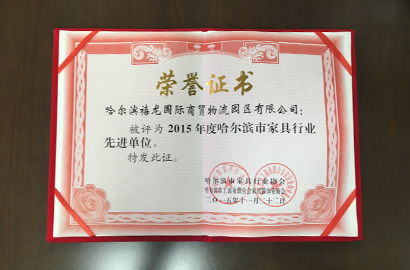 荣誉证书
哈尔滨禧龙国际商贸物流园区有限公司：
被评为2015年度哈尔滨市家具行业
先进单位。
特发此证。
哈尔滨市家具行业协会
二〇一五年十一月二十二日